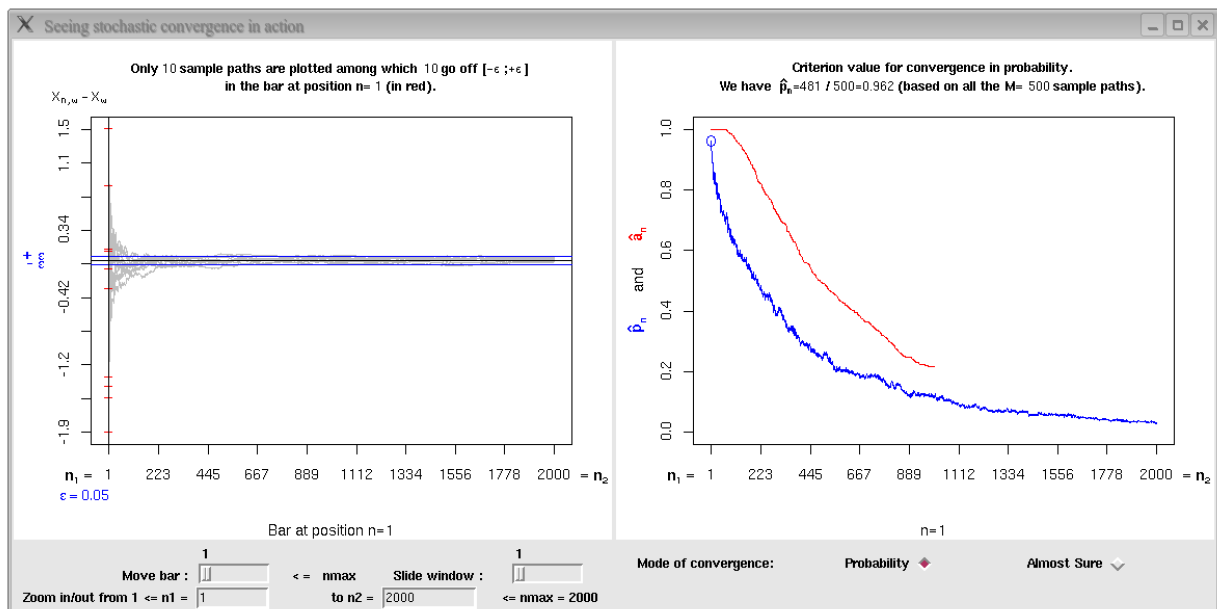 Seeing stochastic convergence in action
Only 10 sample paths are plotted among which 10 go off [-ε ;+ε]
in the bar at position n= 1 (in red).
Xn,w - Xw
1.5
1.1
0.34
-0.42
-1.2
-1.9
+ε
-ε
n1 = 1 223 445 667 889 1112 1334 1556 1778 2000 = n2
ε = 0.05
Bar at position n=1
Criterion value for convergence in probability.
We have p̂n=481 / 500=0.962 (based on all the M= 500 sample paths).
1.0
0.8
0.6
0.4
0.2
0.0
p̂n and ân
n1 = 1 223 445 667 889 1112 1334 1556 1778 2000 = n2
n=1
1 1
Move bar : < = nmax Slide window :
Zoom in/out from 1 <= n1 = 1 to n2 = 2000 <= nmax = 2000
Mode of convergence: Probability Almost Sure